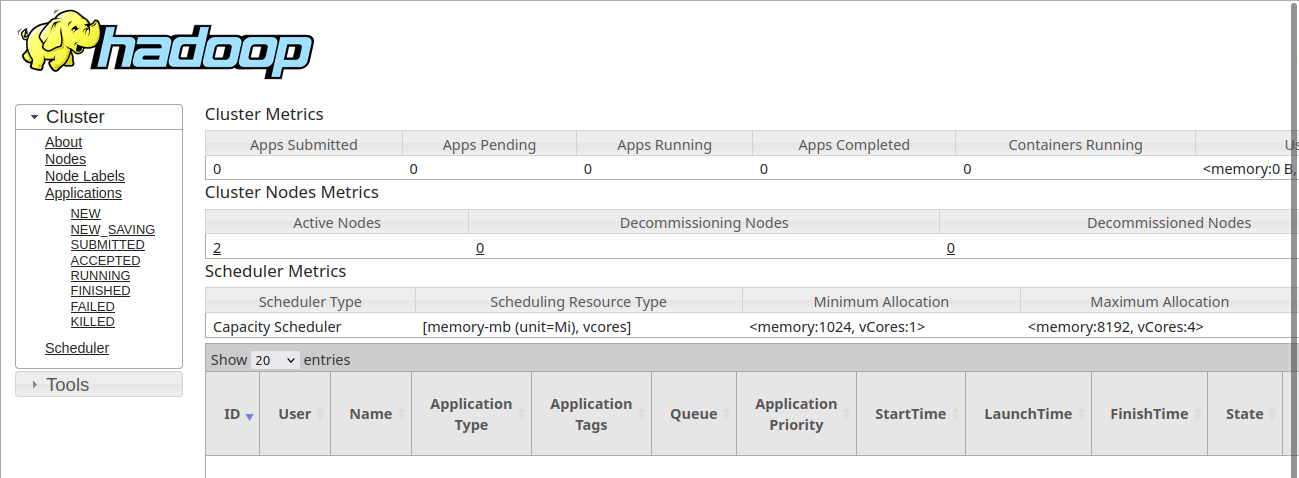 hadoop
Cluster
About
Nodes
Node Labels
Applications
NEW
NEW_SAVING
SUBMITTED
ACCEPTED
RUNNING
FINISHED
FAILED
KILLED
Scheduler
Tools
Cluster Metrics
Apps Submitted Apps Pending Apps Running Apps Completed Containers Running
0 0 0 0 0 <memory:0 B,
Cluster Nodes Metrics
Active Nodes Decommissioning Nodes Decommissioned Nodes
2 0 0
Scheduler Metrics
Scheduler Type Scheduling Resource Type Minimum Allocation Maximum Allocation
Capacity Scheduler [memory-mb (unit=Mi), vcores] <memory:1024, vCores:1> <memory:8192, vCores:4>
Show 20 entries
ID User Name Application Type Application Tags Queue Application Priority StartTime LaunchTime FinishTime State